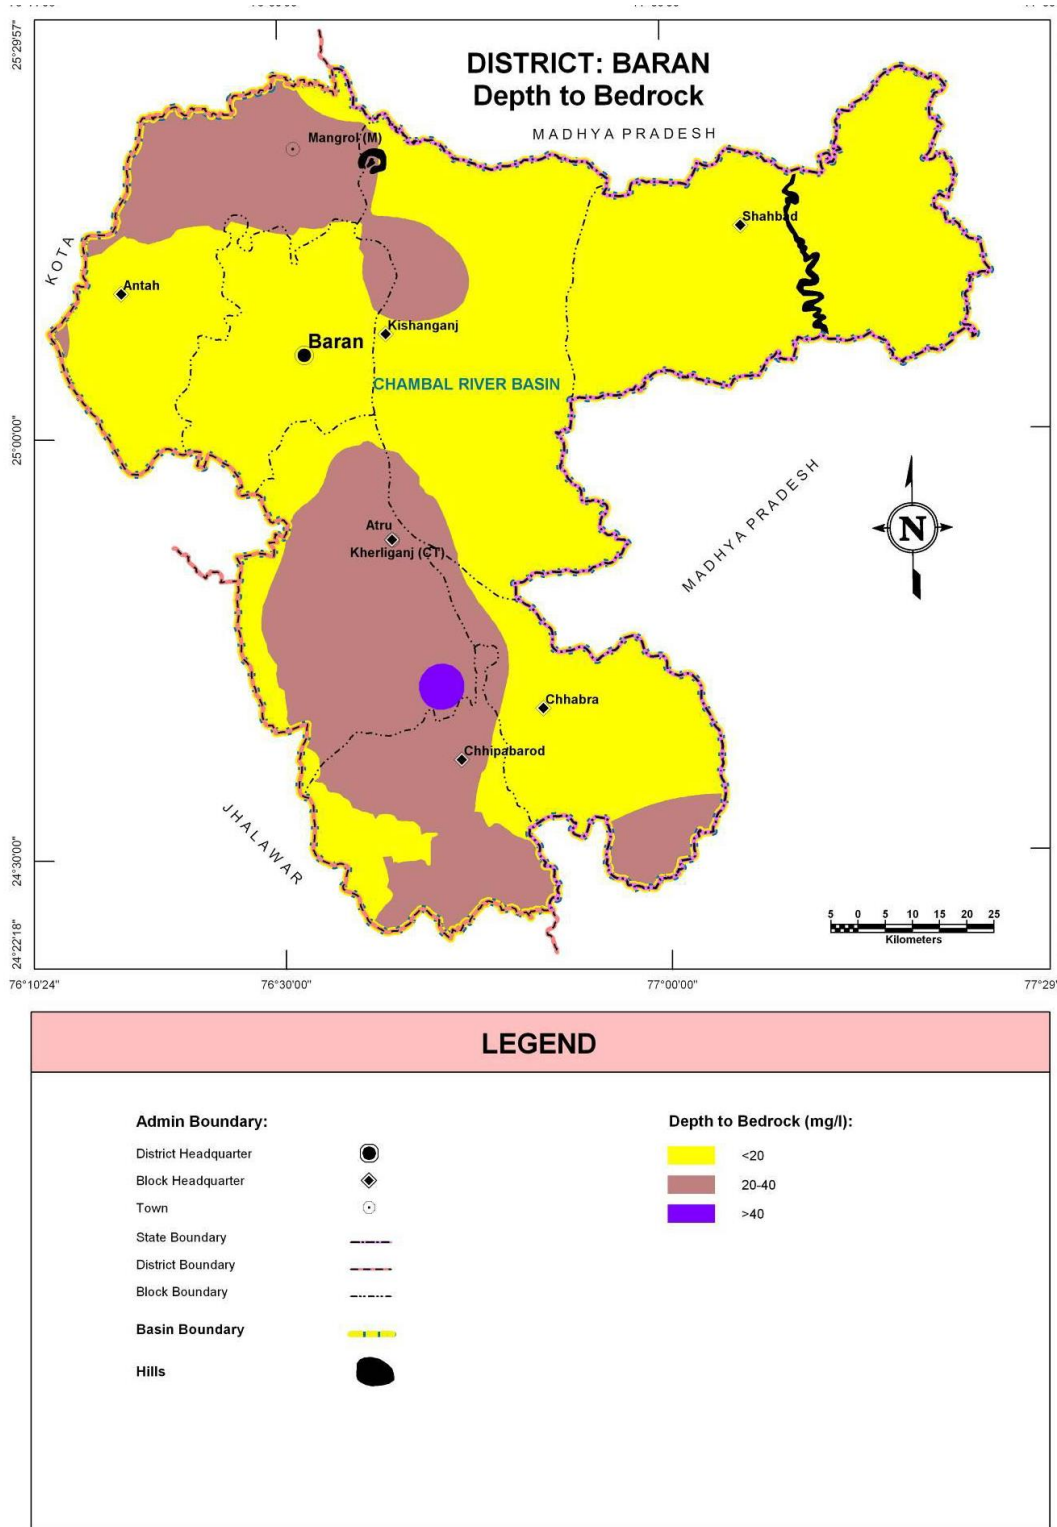 25°29'57"
DISTRICT: BARAN
Depth to Bedrock
MADHYA PRADESH
Mangrol (M)
Shahbad
KOTA
Antah
Kishanganj
Baran
CHAMBAL RIVER BASIN
25°00'00"
MADHYA PRADESH
Atru
Kherliganj (CT)
N
Chhabra
Chhipabarod
JHALAWAR
24°30'00"
5 0 5 10 15 20 25
Kilometers
24°22'18"
76°10'24" 76°30'00" 77°00'00" 77°29'
LEGEND
Admin Boundary:
District Headquarter
Block Headquarter
Town
State Boundary
District Boundary
Block Boundary
Basin Boundary
Hills
Depth to Bedrock (mg/l):
<20
20-40
>40